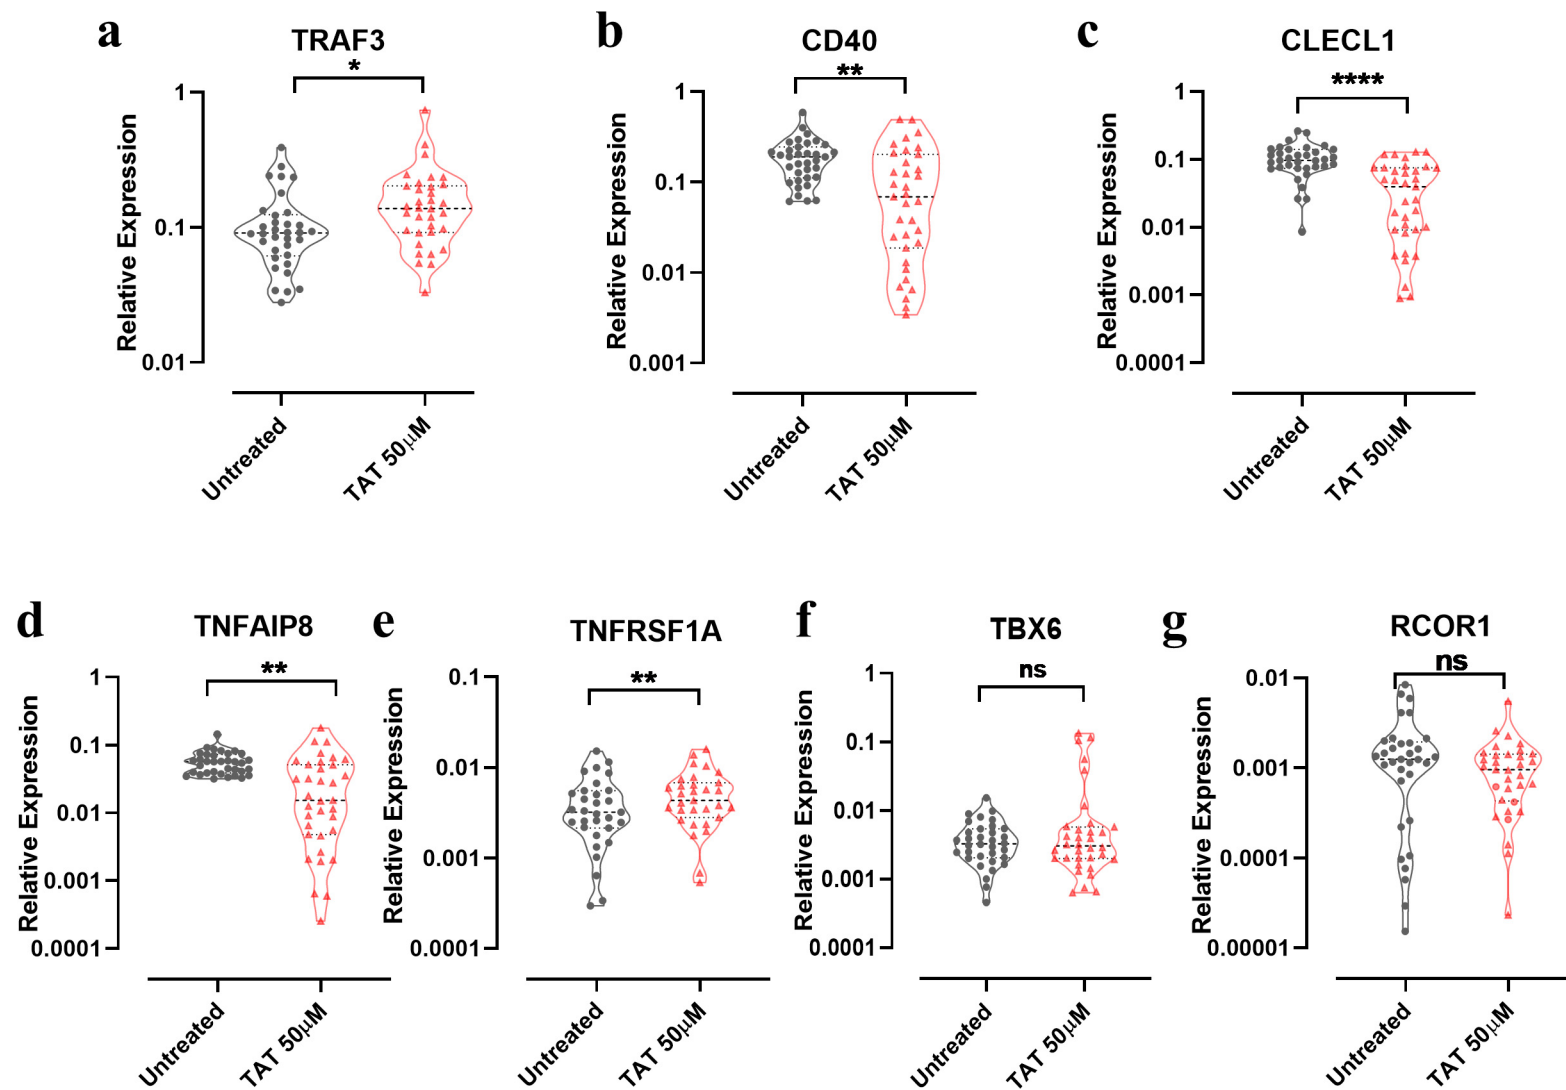 a
TRAF3
*
Relative Expression
1
0.1
0.01
Untreated
TAT 50μM
b
CD40
**
Relative Expression
1
0.1
0.01
0.001
Untreated
TAT 50μM
c
CLECL1
****
Relative Expression
1
0.1
0.01
0.001
0.0001
Untreated
TAT 50μM
d
TNFAIP8
**
Relative Expression
1
0.1
0.01
0.001
0.0001
Untreated
TAT 50μM
e
TNFRSF1A
**
Relative Expression
0.1
0.01
0.001
0.0001
Untreated
TAT 50μM
f
TBX6
ns
Relative Expression
1
0.1
0.01
0.001
0.0001
Untreated
TAT 50μM
g
RCOR1
ns
Relative Expression
0.01
0.001
0.0001
0.00001
Untreated
TAT 50μM